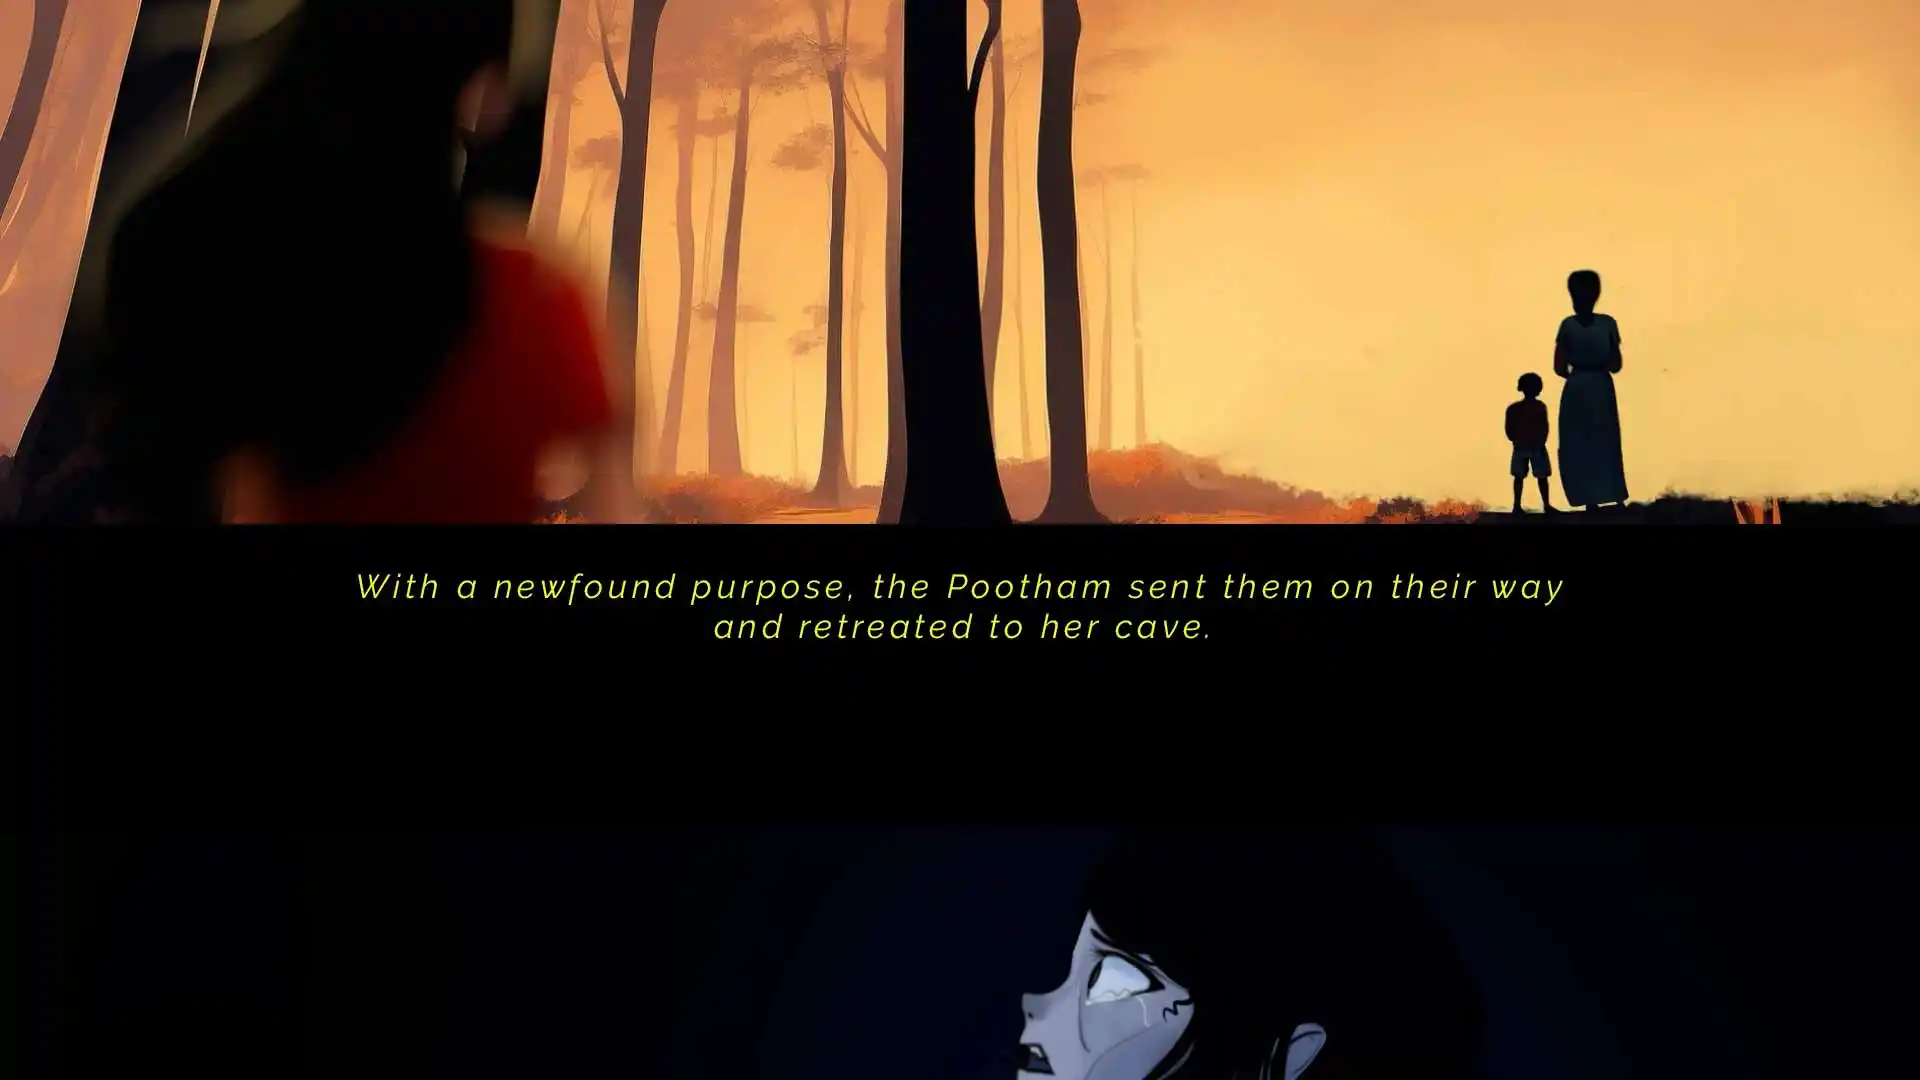 With a newfound purpose, the Pootham sent them on their way
and retreated to her cave.